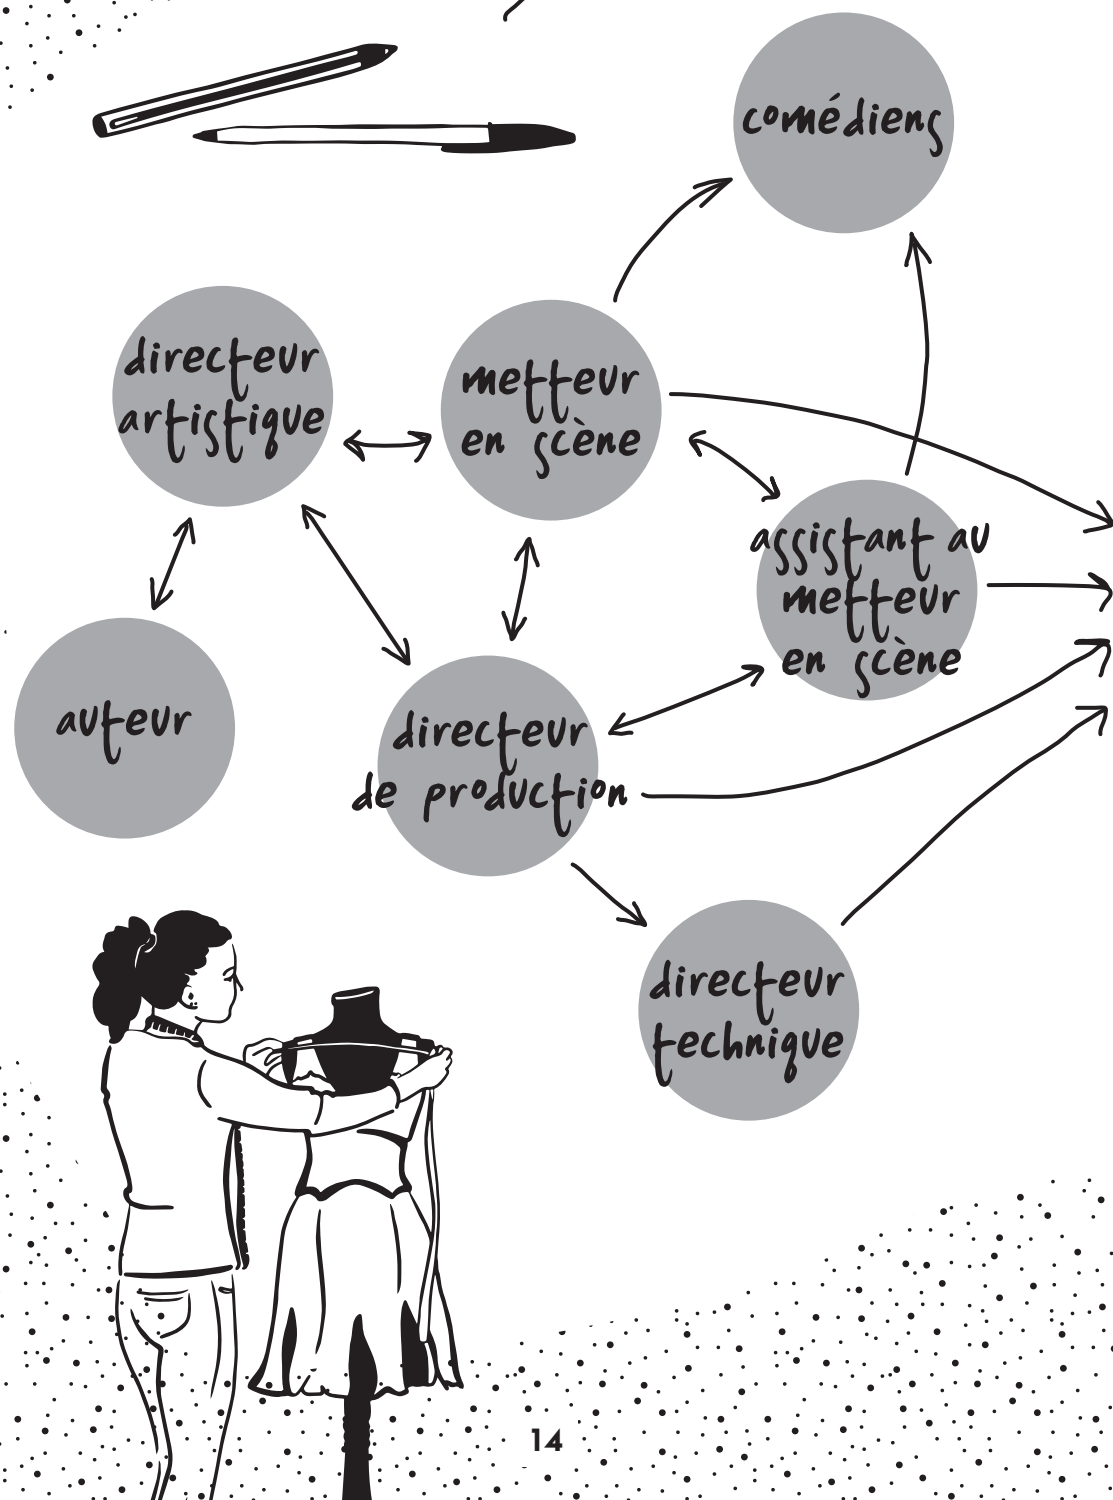 comédiens
directeur
artistique
metteur
en scène
assistant au
metteur
en scène
auteur
directeur
de production
directeur
technique
14